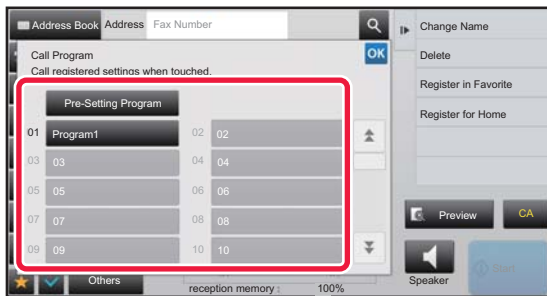 Address Book Address Fax Number
Call Program
OK
Call registered settings when touched.
Pre-Setting Program
01 Program1 02 02
03 03 04 04
05 05 06 06
07 07 08 08
09 09 10 10
Others
reception memory : 100%
Change Name
Delete
Register in Favorite
Register for Home
Preview CA
Speaker
Start